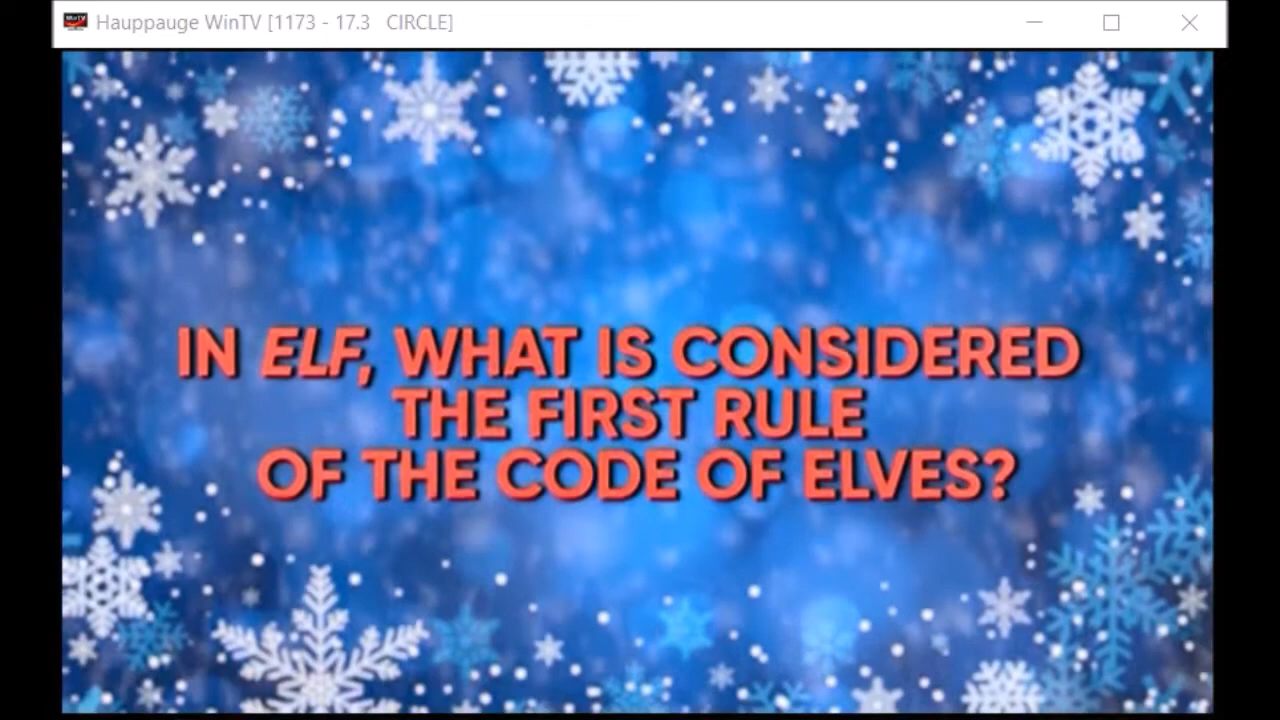 Hauppauge WinTV [1173 - 17.3 CIRCLE]
IN ELF, WHAT IS CONSIDERED
THE FIRST RULE
OF THE CODE OF ELVES?